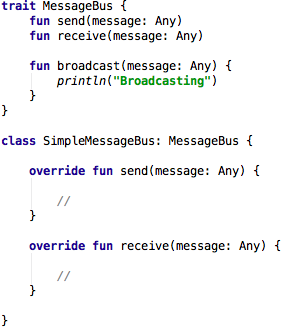 trait MessageBus {
    fun send(message: Any)
    fun receive(message: Any)

    fun broadcast(message: Any) {
        println("Broadcasting")
    }
}

class SimpleMessageBus: MessageBus {

    override fun send(message: Any) {

        //
    }

    override fun receive(message: Any) {

        //
    }

}